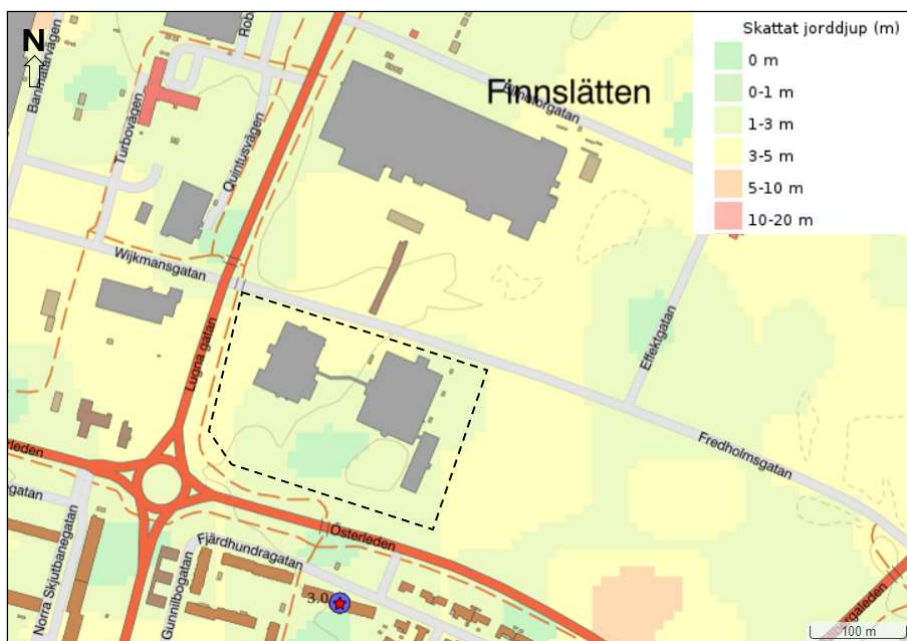 N
Skattat jorddjup (m)
0 m
0-1 m
1-3 m
3-5 m
5-10 m
10-20 m
Finnslätten
Turbovägen
Quintusvägen
Wijkmansgatan
Lugna gatan
Effektgatan
Fredholmsgatan
Österleden
Fjärdhundragatan
Norra Skjutbanegatan
Gunnilbogatan
3.0
100 m